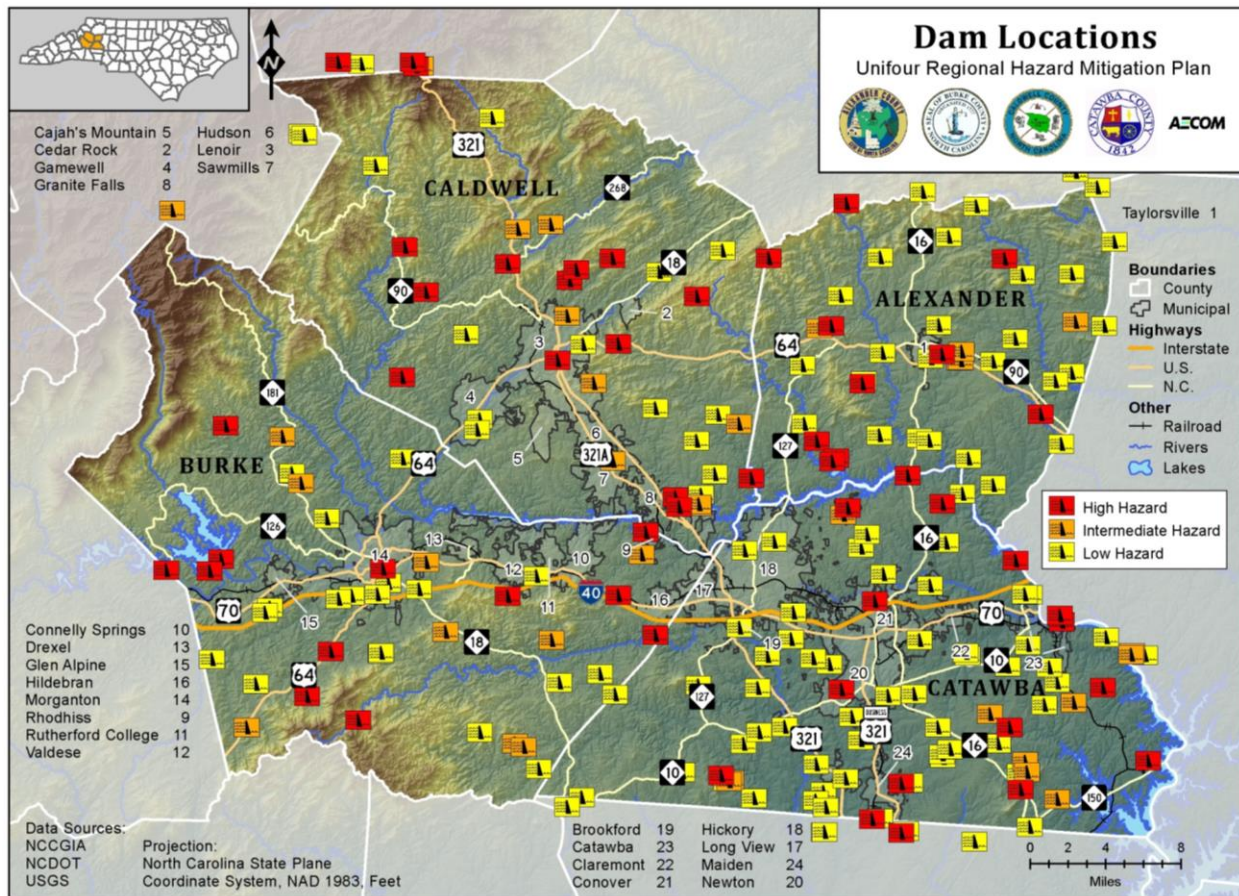 Dam Locations
Unifour Regional Hazard Mitigation Plan
AECOM
CATAWBA COUNTY
1842
N
Cajah's Mountain 5 Hudson 6
Cedar Rock 2 Lenoir 3
Gamewell 4 Sawmills 7
Granite Falls 8
Taylorsville 1
321
CALDWELL
268
16
18
90
ALEXANDER
2
3
64
1
90
181
4
6
127
BURKE
64
5
321A
7
8
126
13
9
16
14
12
10
18
70
11
40
16
17
70
15
21
18
19
22
10
23
64
20
127
CATAWBA
BUSINESS
321
321
16
24
10
150
Boundaries
County
Municipal
Highways
Interstate
U.S.
N.C.
Other
Railroad
Rivers
Lakes
High Hazard
Intermediate Hazard
Low Hazard
Connelly Springs 10
Drexel 13
Glen Alpine 15
Hildebran 16
Morganton 14
Rhodhiss 9
Rutherford College 11
Valdese 12
Data Sources:
NCCGIA Projection:
NCDOT North Carolina State Plane
USGS Coordinate System, NAD 1983, Feet
Brookford 19 Hickory 18
Catawba 23 Long View 17
Claremont 22 Maiden 24
Conover 21 Newton 20
0 2 4 8
Miles